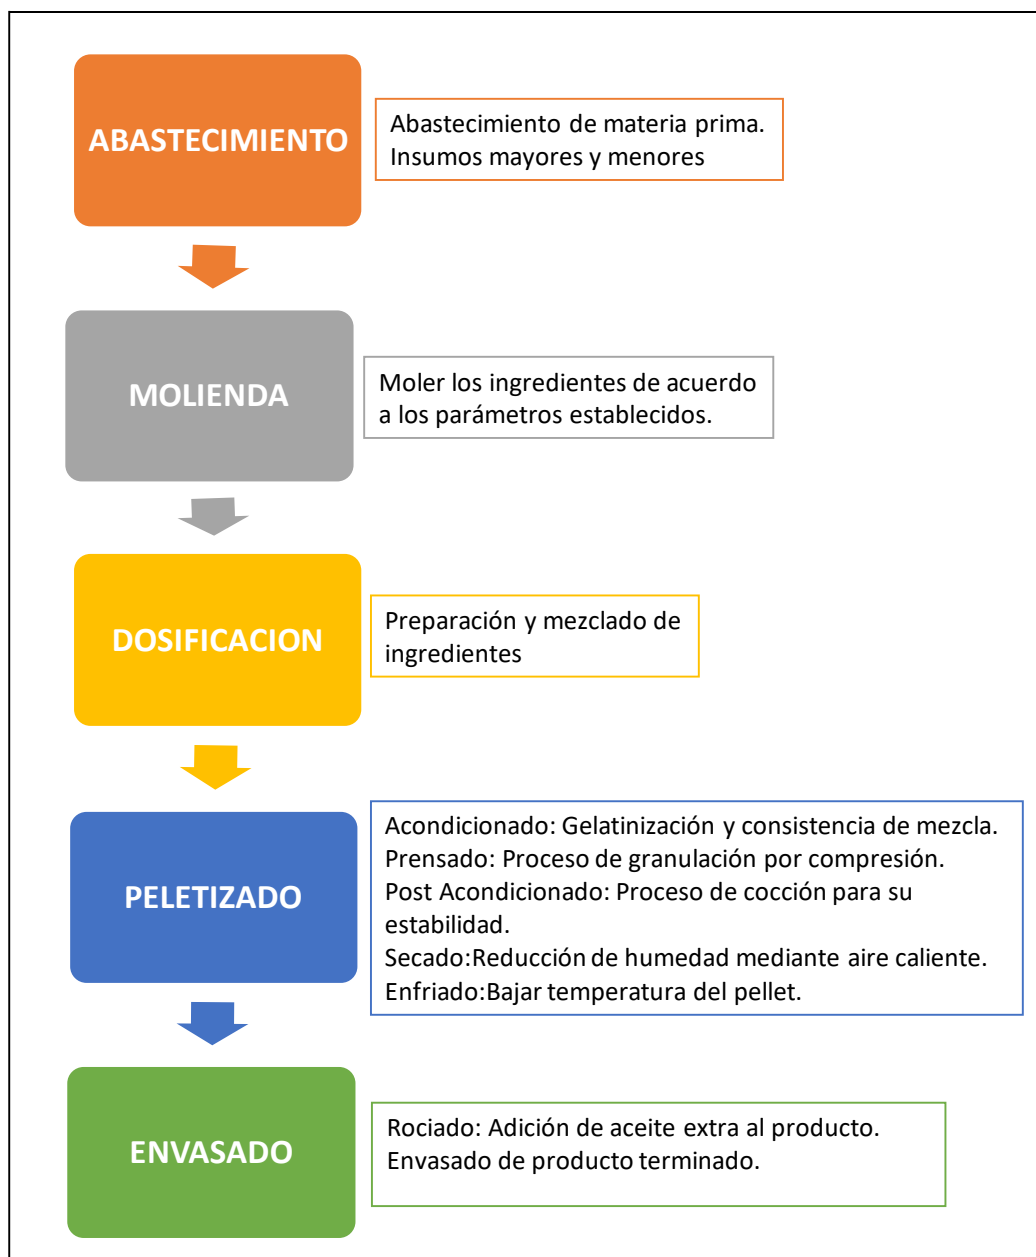 ABASTECIMIENTO
Abastecimiento de materia prima.
Insumos mayores y menores
MOLIENDA
Moler los ingredientes de acuerdo
a los parámetros establecidos.
DOSIFICACION
Preparación y mezclado de
ingredientes
PELETIZADO
Acondicionado: Gelatinización y consistencia de mezcla.
Prensado: Proceso de granulación por compresión.
Post Acondicionado: Proceso de cocción para su
estabilidad.
Secado:Reducción de humedad mediante aire caliente.
Enfriado:Bajar temperatura del pellet.
ENVASADO
Rociado: Adición de aceite extra al producto.
Envasado de producto terminado.